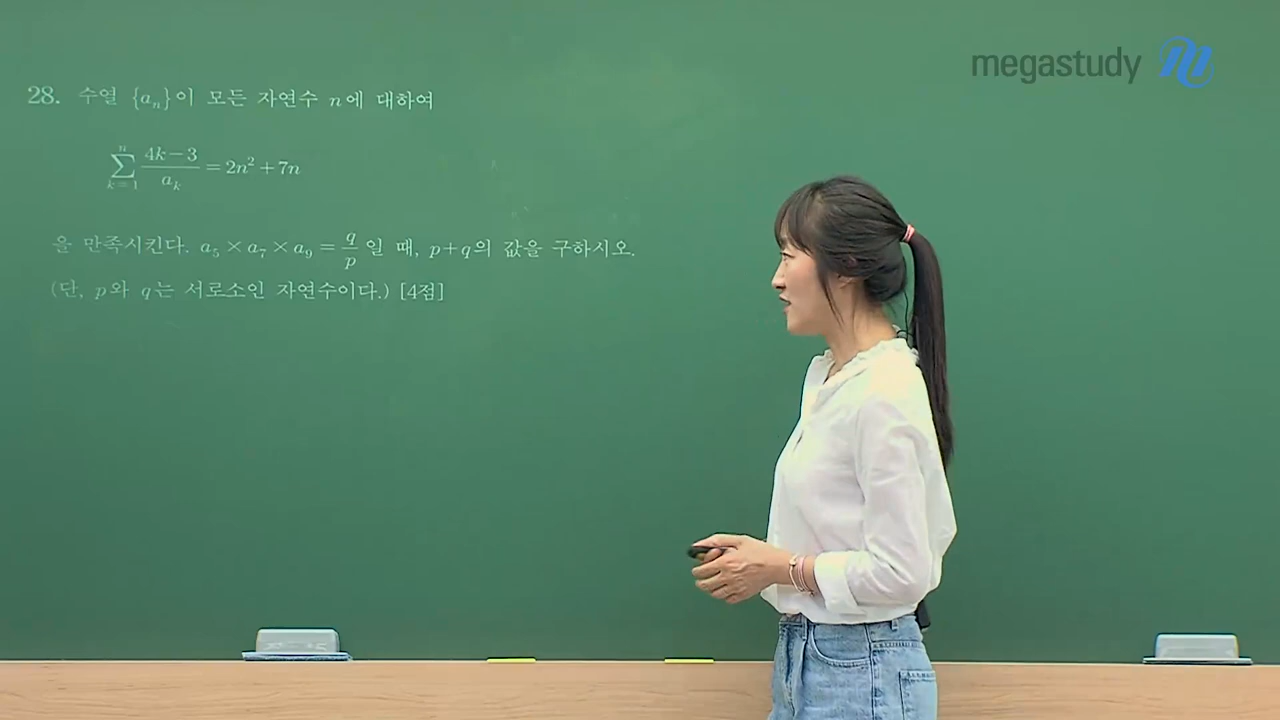 megastudy
28. 수열 {aₙ}이 모든 자연수 n에 대하여
∑ₖ₌₁ⁿ (4k-3)/aₖ = 2n² + 7n
을 만족시킨다. a₅ × a₇ × a₉ = q/p 일 때, p+q의 값을 구하시오.
(단, p와 q는 서로소인 자연수이다.) [4점]